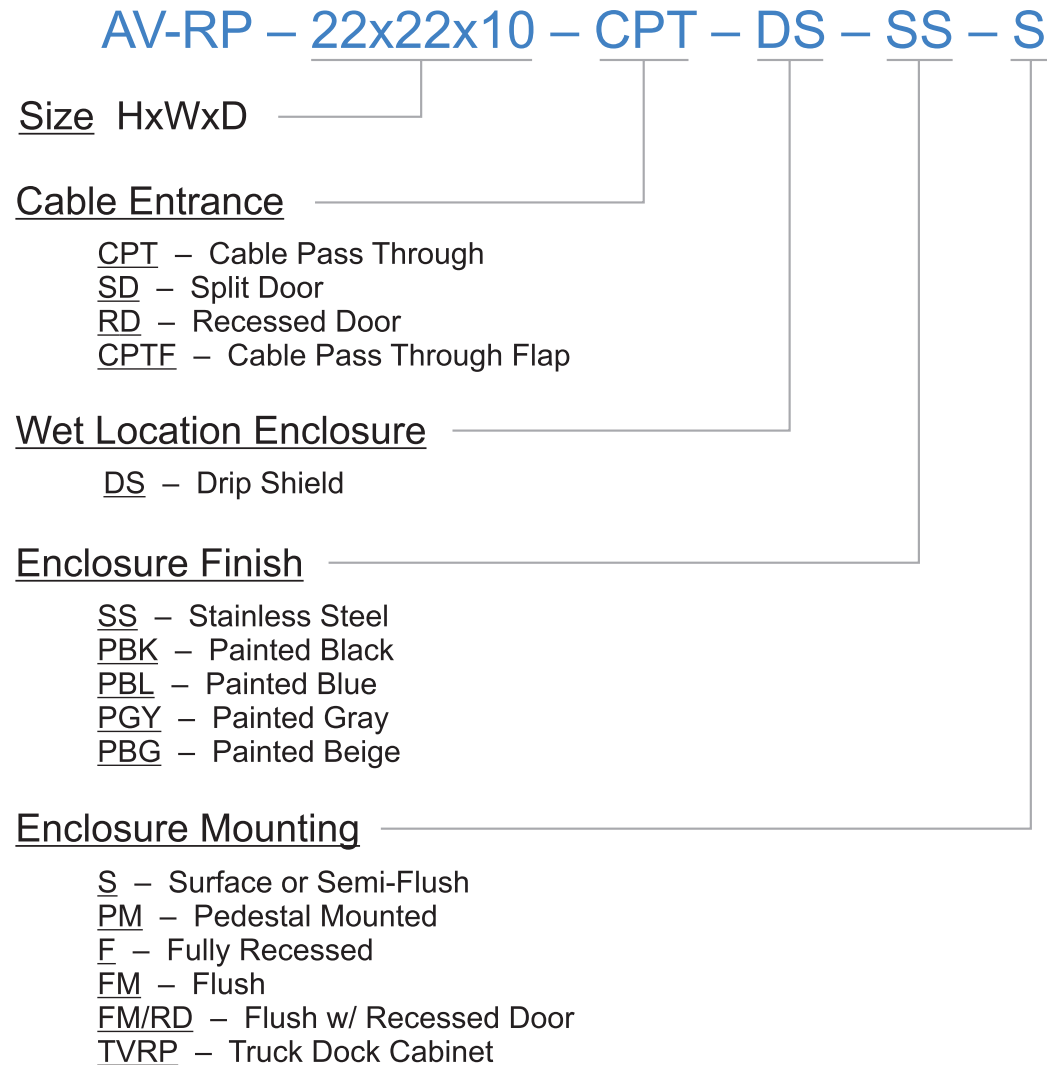 AV-RP – 22x22x10 – CPT – DS – SS – S
Size HxWxD
Cable Entrance
CPT – Cable Pass Through
SD – Split Door
RD – Recessed Door
CPTF – Cable Pass Through Flap
Wet Location Enclosure
DS – Drip Shield
Enclosure Finish
SS – Stainless Steel
PBK – Painted Black
PBL – Painted Blue
PGY – Painted Gray
PBG – Painted Beige
Enclosure Mounting
S – Surface or Semi-Flush
PM – Pedestal Mounted
F – Fully Recessed
FM – Flush
FM/RD – Flush w/ Recessed Door
TVRP – Truck Dock Cabinet